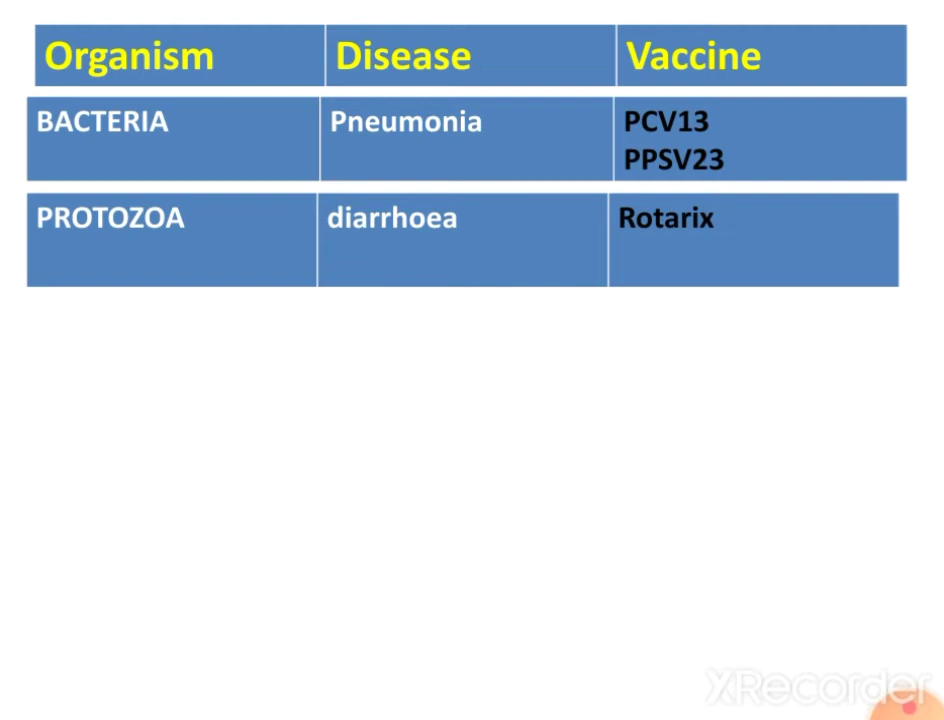 Organism Disease Vaccine
BACTERIA Pneumonia PCV13
PPSV23
PROTOZOA diarrhoea Rotarix
XRecorder